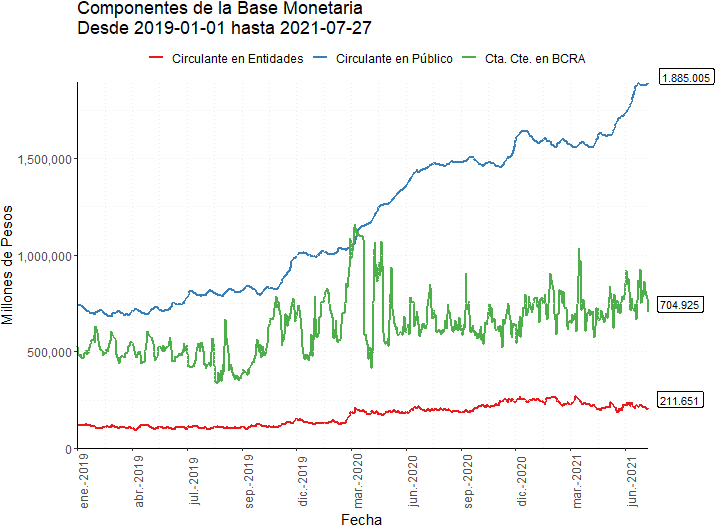 Componentes de la Base Monetaria
Desde 2019-01-01 hasta 2021-07-27
Circulante en Entidades Circulante en Público Cta. Cte. en BCRA
1.885.005
704.925
211.651
Millones de Pesos
1,500,000
1,000,000
500,000
0
ene.-2019 abr.-2019 jul.-2019 sep.-2019 dic.-2019 mar.-2020 jun.-2020 sep.-2020 dic.-2020 mar.-2021 jun.-2021
Fecha